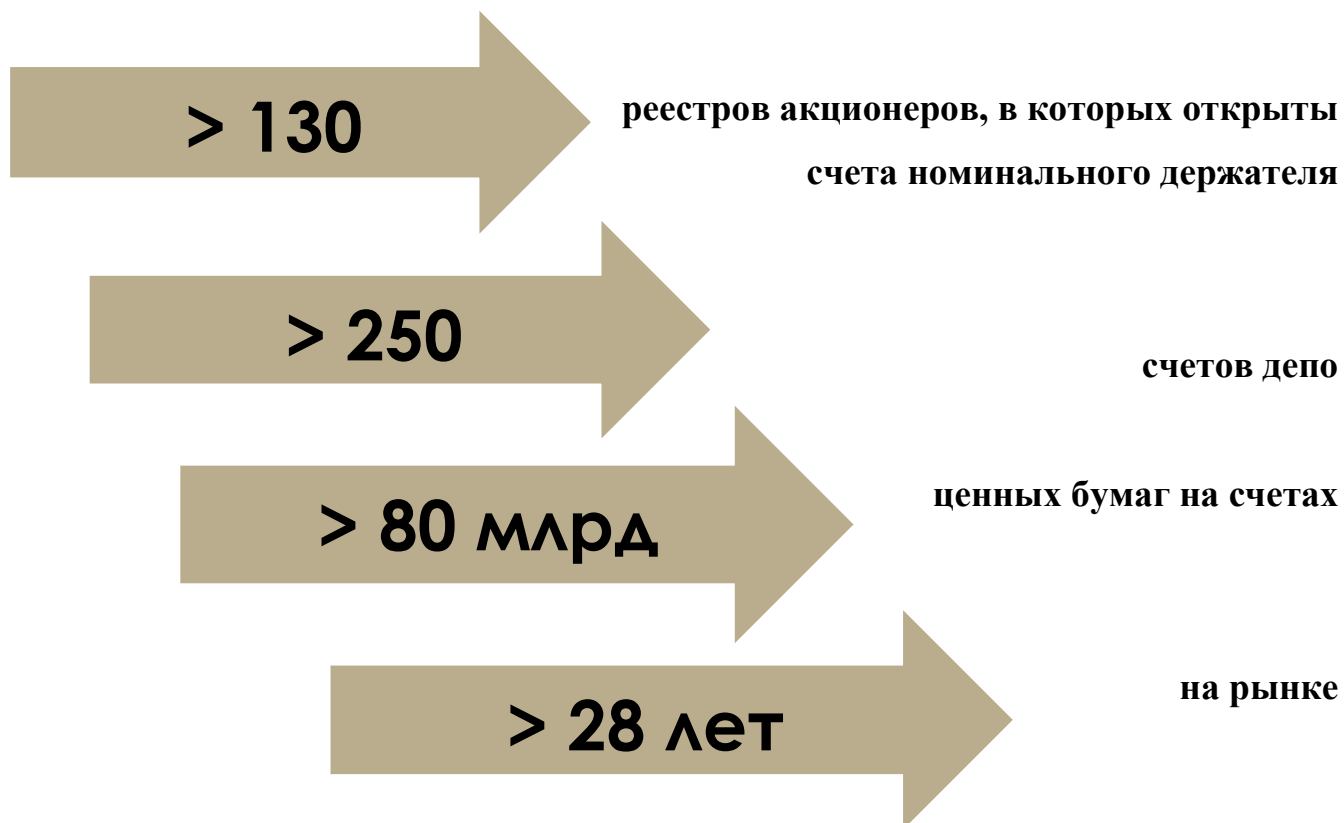 > 130
реестров акционеров, в которых открыты
счета номинального держателя
> 250
счетов депо
> 80 млрд
ценных бумаг на счетах
> 28 лет
на рынке